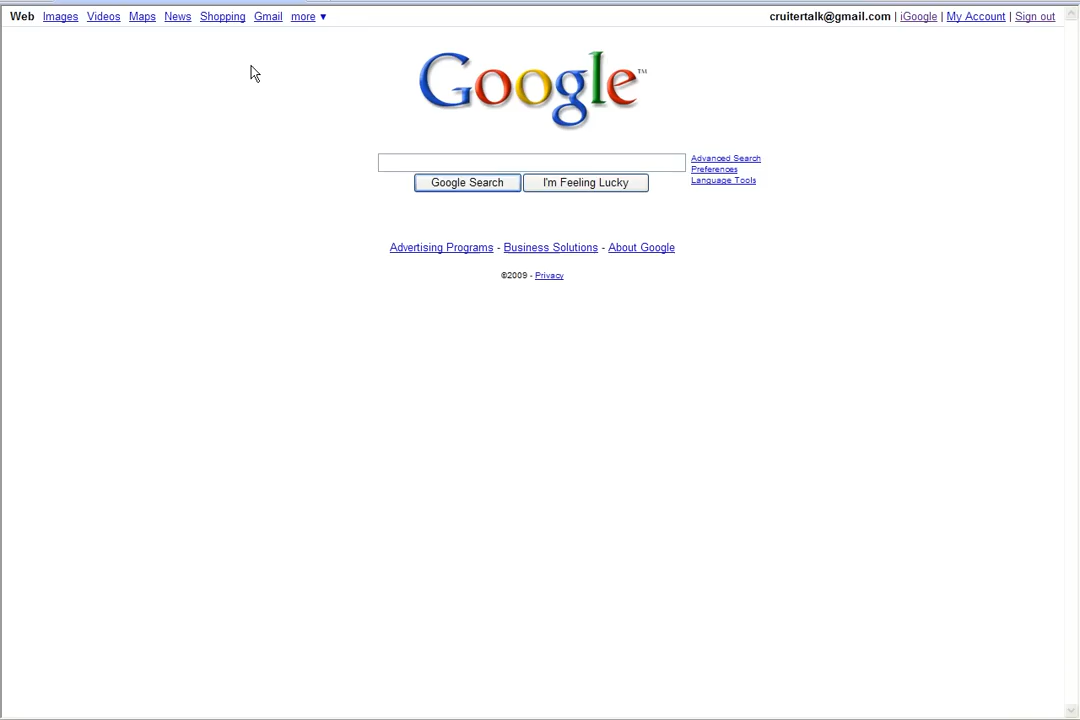 Web Images Videos Maps News Shopping Gmail more ▼ cruitertalk@gmail.com | iGoogle | My Account | Sign out
Google™
Advanced Search
Preferences
Language Tools
Google Search I'm Feeling Lucky
Advertising Programs - Business Solutions - About Google
©2009 - Privacy